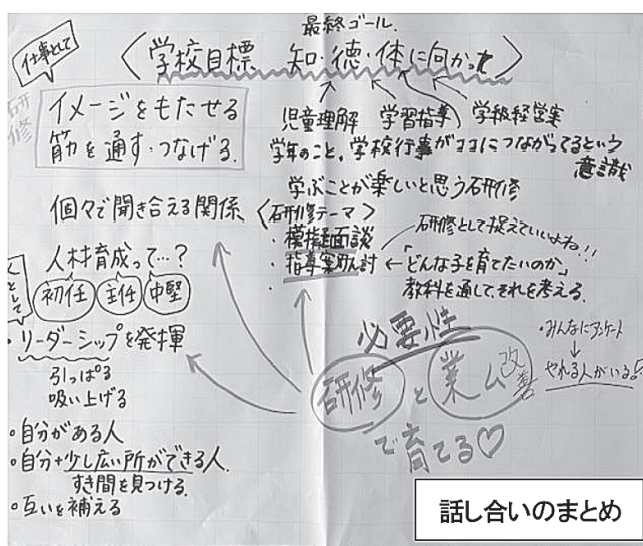 最終ゴール.
仕事として
〈学校目標 知・徳・体に向かって〉
研修
イメージをもたせる
筋を通す・つなげる.
児童理解 学習指導 学級経営案
学年のこと、学校行事がココにつながってるという
意識
学ぶことが楽しいと思う研修
個々で聞き合える関係
〈研修テーマ〉
・模擬面談
・指導案検討 ← 「どんな子を育てたいのか」
研修として捉えていいよね!!
教科を通して、それを考える.
人材育成って…?
初任 主任 中堅
として
・リーダーシップを発揮
引っぱる
吸い上げる
必要性
研修 と 業ム改善
で育てる♡
・みんなにアンケート
↓
やれる人がいる
・自分がある人
・自分+少し広い所ができる人.
すき間を見つける.
・互いを補える
話し合いのまとめ